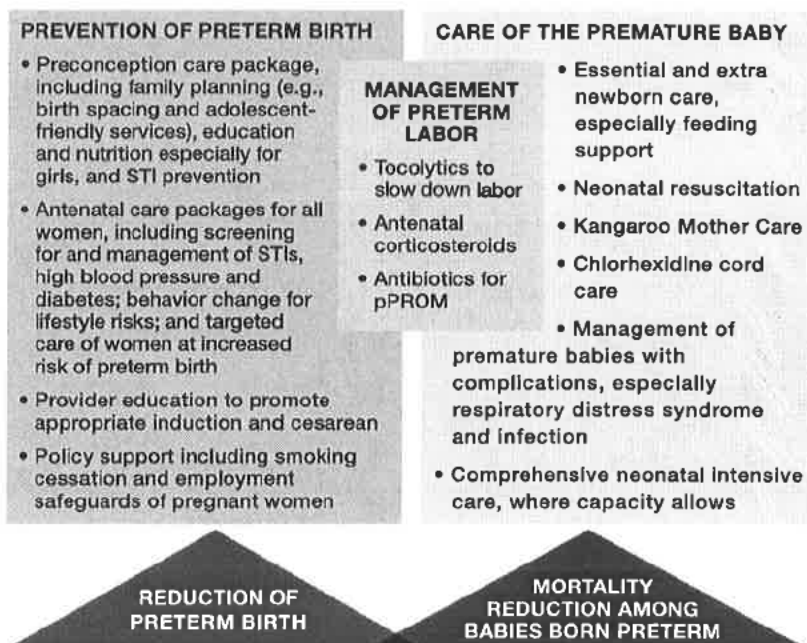 PREVENTION OF PRETERM BIRTH
• Preconception care package,
including family planning (e.g.,
birth spacing and adolescent-
friendly services), education
and nutrition especially for
girls, and STI prevention
• Antenatal care packages for all
women, including screening
for and management of STIs,
high blood pressure and
diabetes; behavior change for
lifestyle risks; and targeted
care of women at increased
risk of preterm birth
• Provider education to promote
appropriate induction and cesarean
• Policy support including smoking
cessation and employment
safeguards of pregnant women
MANAGEMENT
OF PRETERM
LABOR
• Tocolytics to
slow down labor
• Antenatal
corticosteroids
• Antibiotics for
pPROM
CARE OF THE PREMATURE BABY
• Essential and extra
newborn care,
especially feeding
support
• Neonatal resuscitation
• Kangaroo Mother Care
• Chlorhexidine cord
care
• Management of
premature babies with
complications, especially
respiratory distress syndrome
and infection
• Comprehensive neonatal intensive
care, where capacity allows
REDUCTION OF
PRETERM BIRTH
MORTALITY
REDUCTION AMONG
BABIES BORN PRETERM